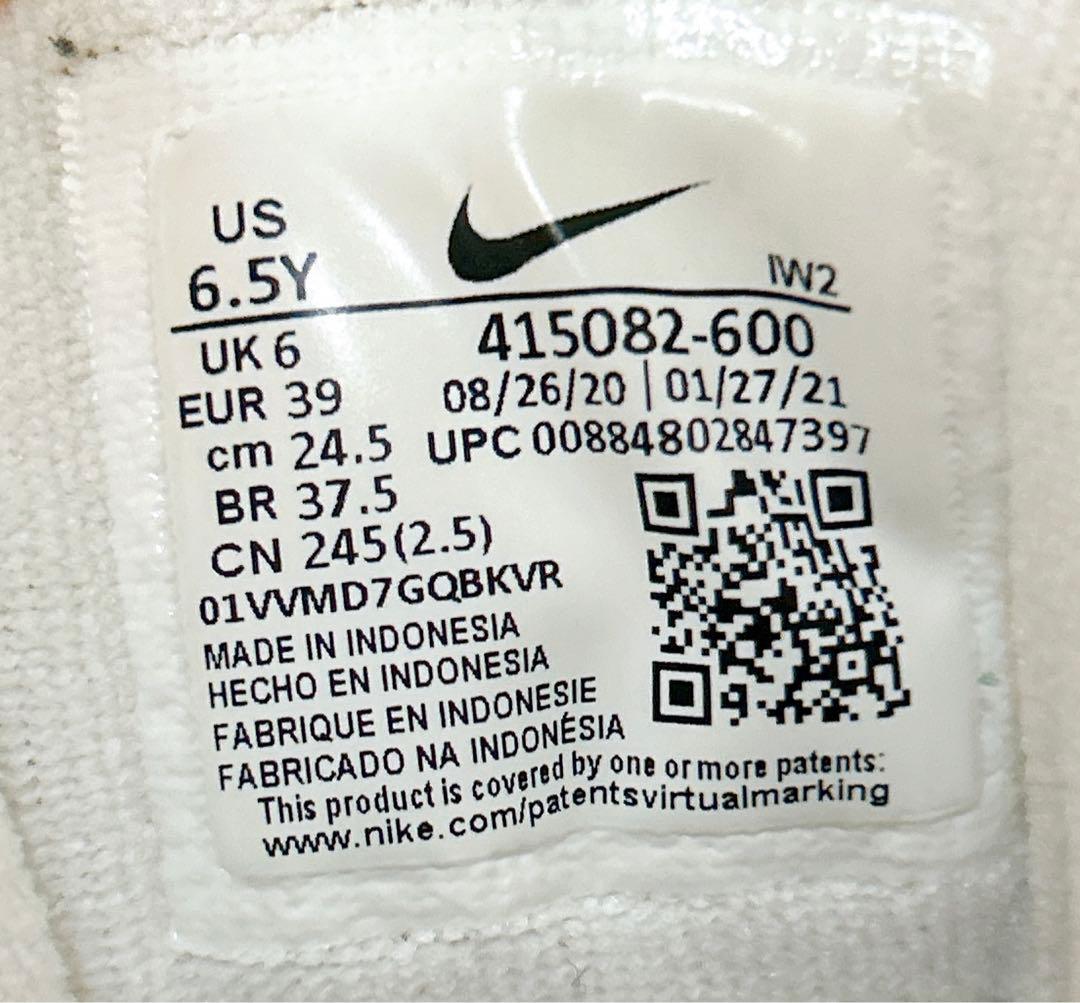 US
6.5Y
IW2
UK 6
415082-600
EUR 39
08/26/20 | 01/27/21
cm 24.5
UPC 00884802847397
BR 37.5
CN 245(2.5)
01VVMD7GQBKVR
MADE IN INDONESIA
HECHO EN INDONESIA
FABRIQUE EN INDONESIE
FABRICADO NA INDONÉSIA
This product is covered by one or more patents:
www.nike.com/patentsvirtualmarking